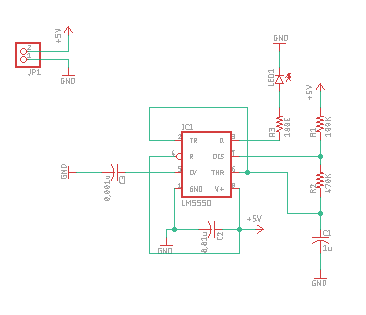 GND
+5V
2
1
JP1
GND
LED1
+5V
R3
100E
R1
100K
IC1
2 TR Q 3
4 R DIS 7
5 CV THR 6
1 GND V+ 8
LM555D
GND
0.001u
C3
R2
470K
+5V
GND
0.01u
C2
C1
1u
GND